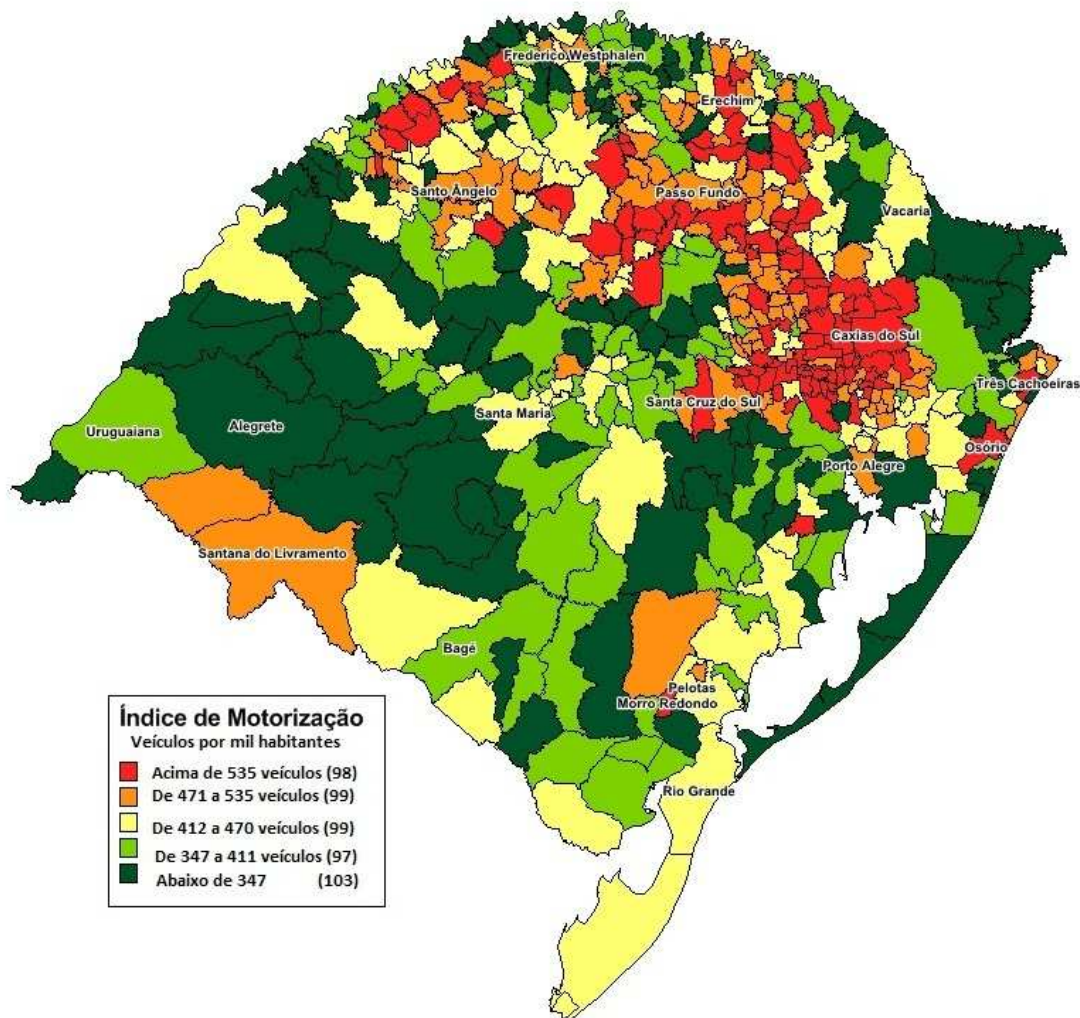 Frederico Westphalen
Erechim
Santo Ângelo
Passo Fundo
Vacaria
Caxias do Sul
Três Cachoeiras
Santa Cruz do Sul
Santa Maria
Uruguaiana
Alegrete
Osório
Porto Alegre
Santana do Livramento
Bagé
Pelotas
Morro Redondo
Rio Grande
Índice de Motorização
Veículos por mil habitantes
Acima de 535 veículos (98)
De 471 a 535 veículos (99)
De 412 a 470 veículos (99)
De 347 a 411 veículos (97)
Abaixo de 347 (103)